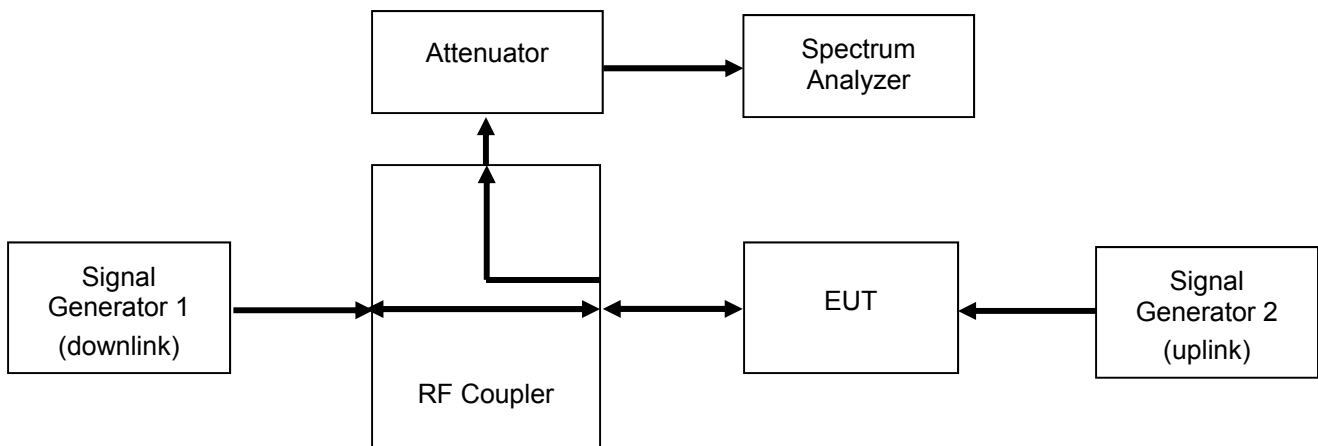 Attenuator
Spectrum
Analyzer
Signal
Generator 1
(downlink)
EUT
Signal
Generator 2
(uplink)
RF Coupler